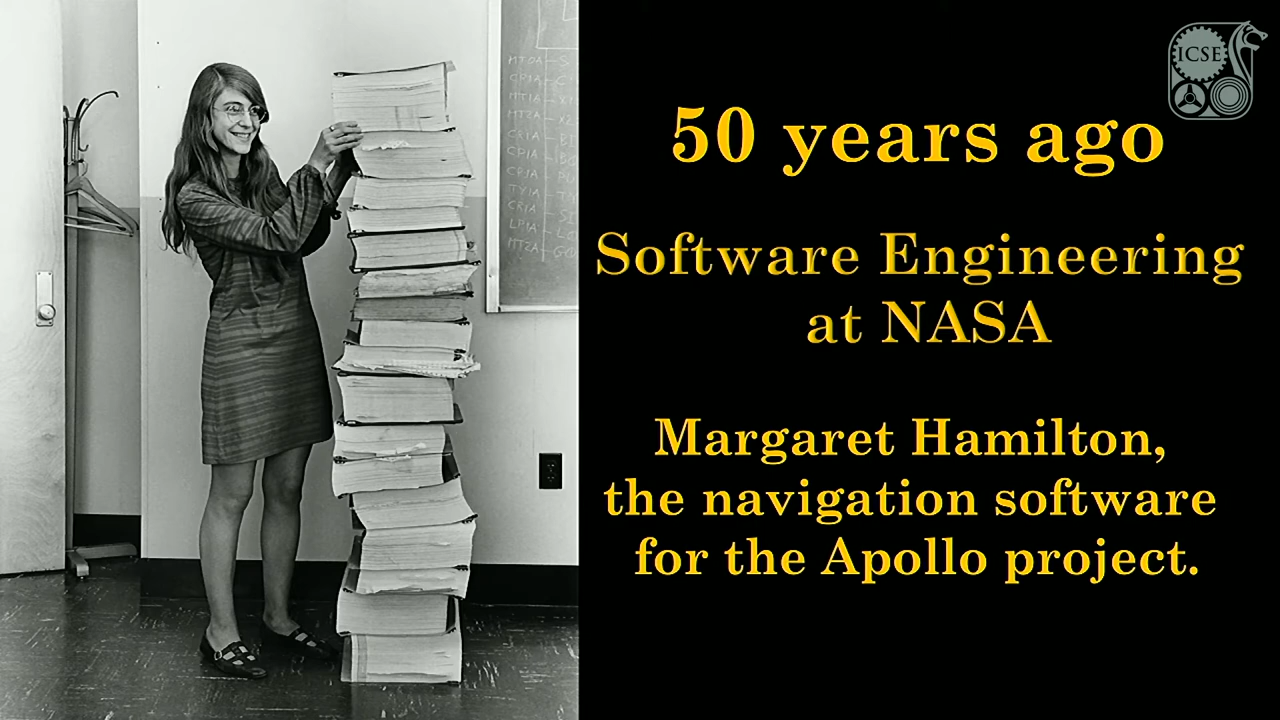 ICSE
50 years ago
Software Engineering
at NASA
Margaret Hamilton,
the navigation software
for the Apollo project.